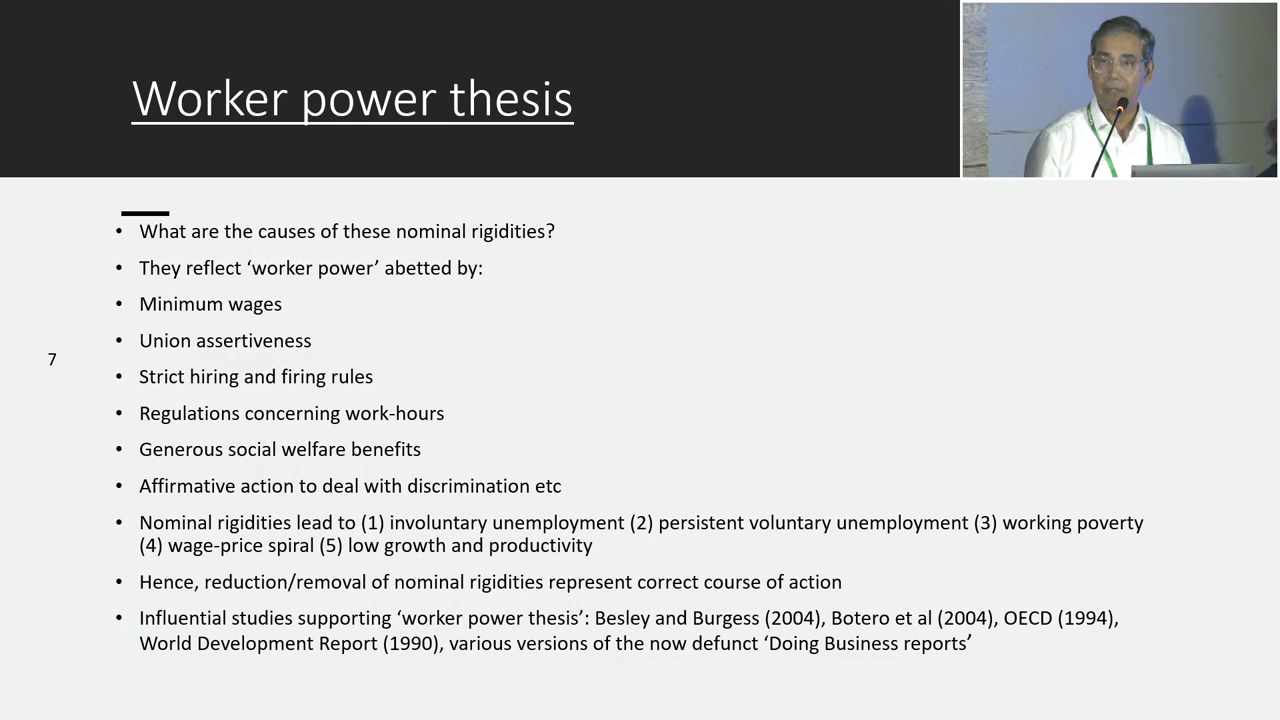 Worker power thesis
• What are the causes of these nominal rigidities?
• They reflect ‘worker power’ abetted by:
• Minimum wages
• Union assertiveness
7
• Strict hiring and firing rules
• Regulations concerning work-hours
• Generous social welfare benefits
• Affirmative action to deal with discrimination etc
• Nominal rigidities lead to (1) involuntary unemployment (2) persistent voluntary unemployment (3) working poverty
(4) wage-price spiral (5) low growth and productivity
• Hence, reduction/removal of nominal rigidities represent correct course of action
• Influential studies supporting ‘worker power thesis’: Besley and Burgess (2004), Botero et al (2004), OECD (1994),
World Development Report (1990), various versions of the now defunct ‘Doing Business reports’